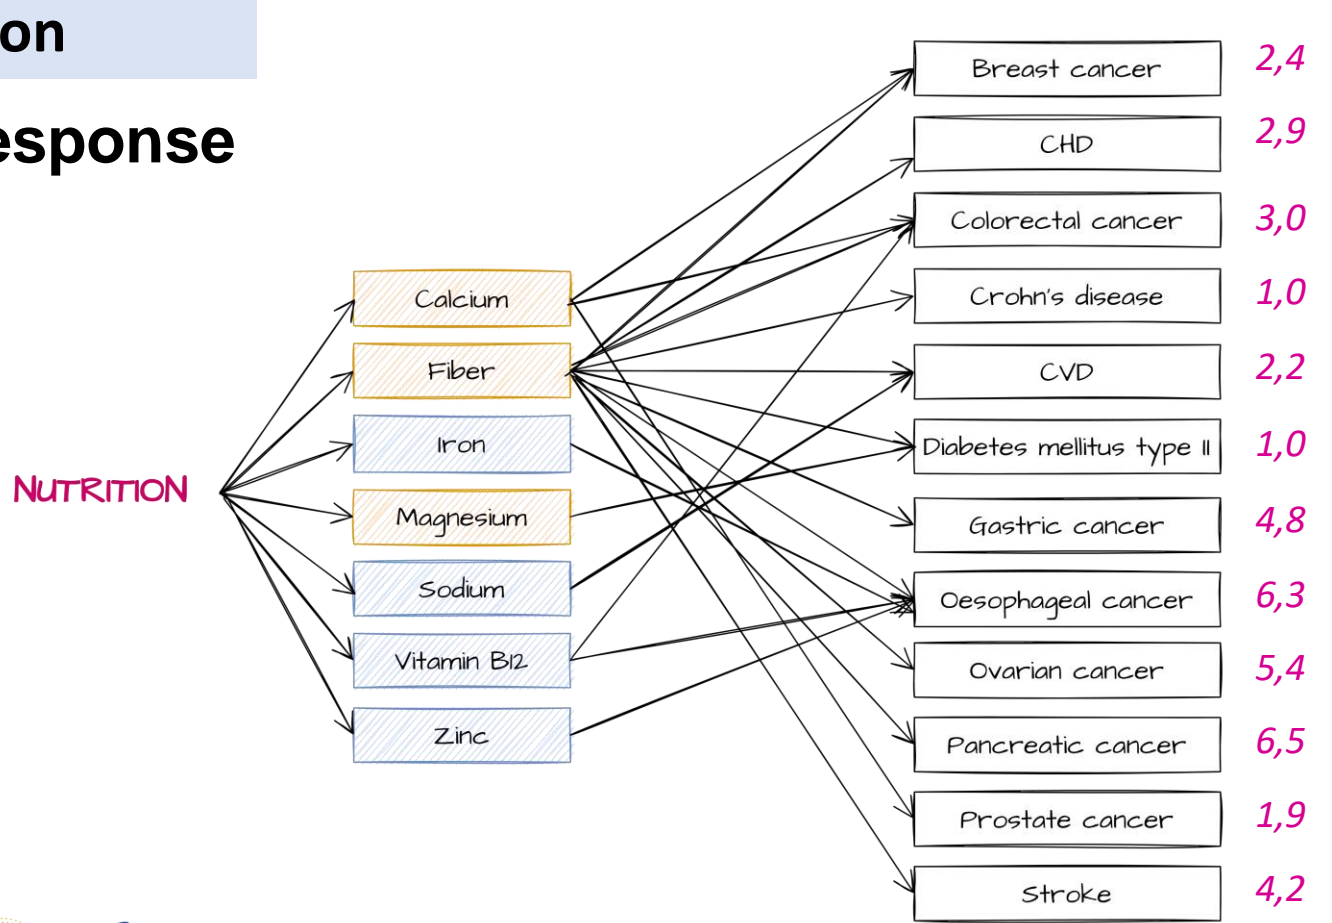 on
esponse
NUTRITION
Calcium
Fiber
Iron
Magnesium
Sodium
Vitamin B12
Zinc
Breast cancer 2,4
CHD 2,9
Colorectal cancer 3,0
Crohn's disease 1,0
CVD 2,2
Diabetes mellitus type II 1,0
Gastric cancer 4,8
Oesophageal cancer 6,3
Ovarian cancer 5,4
Pancreatic cancer 6,5
Prostate cancer 1,9
Stroke 4,2